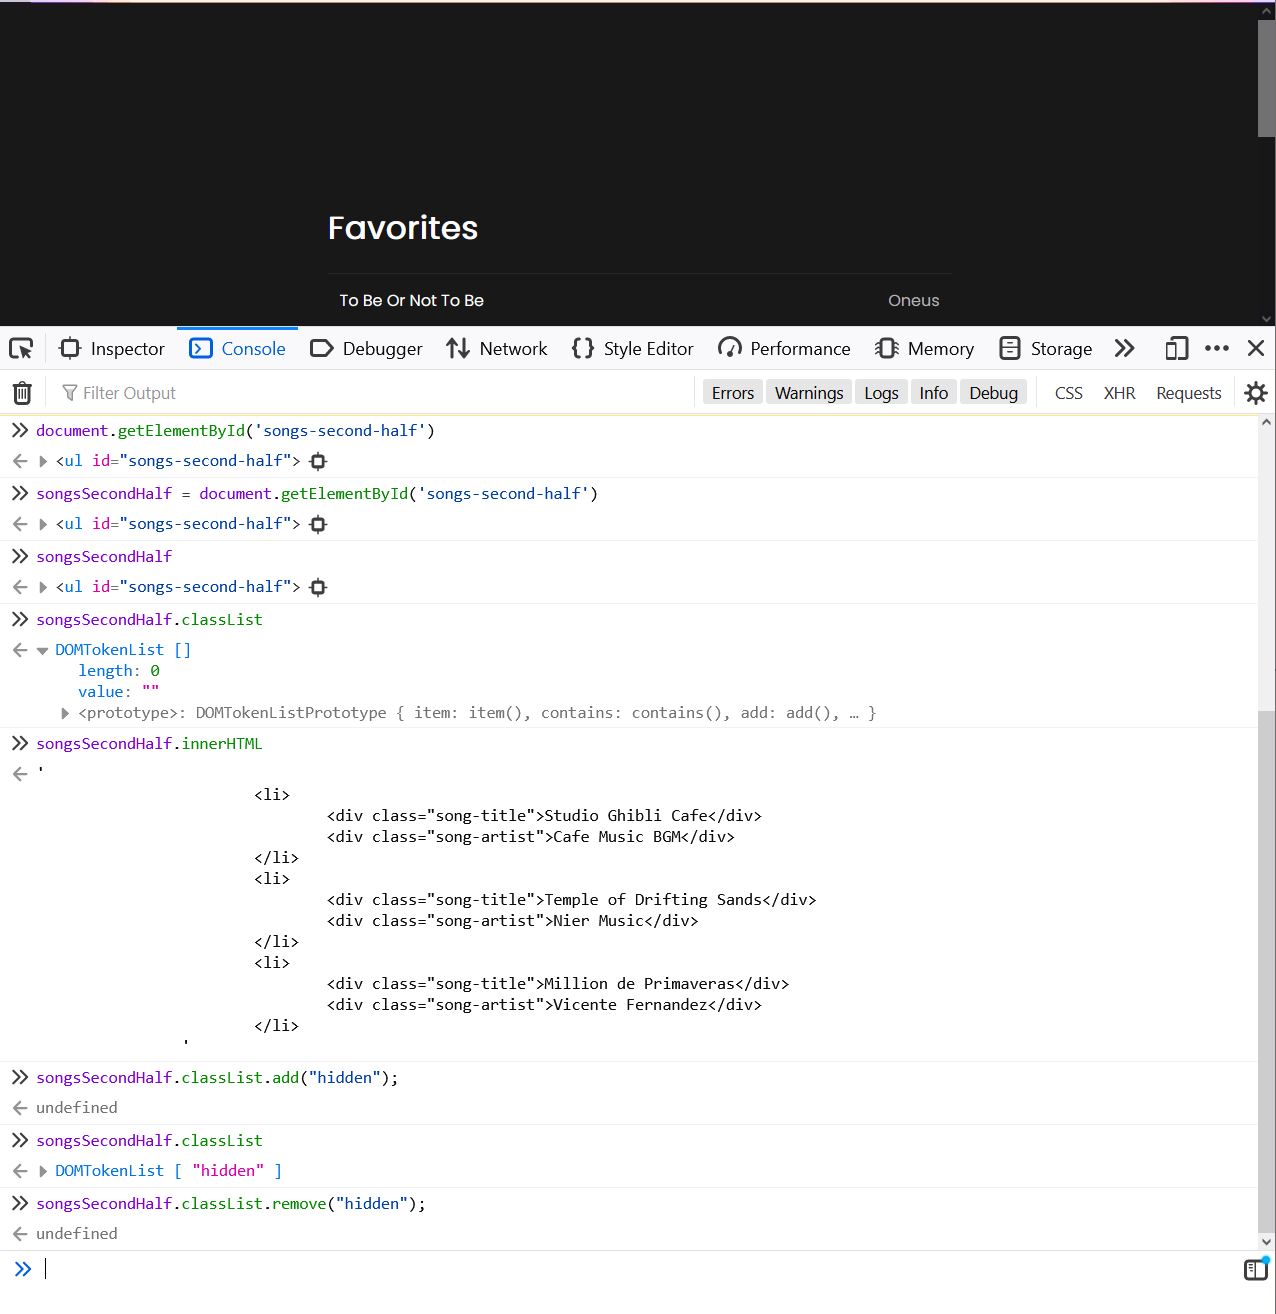 Favorites
To Be Or Not To Be Oneus
Inspector Console Debugger Network Style Editor Performance Memory Storage
Filter Output Errors Warnings Logs Info Debug CSS XHR Requests
document.getElementById('songs-second-half')
<ul id="songs-second-half">
songsSecondHalf = document.getElementById('songs-second-half')
<ul id="songs-second-half">
songsSecondHalf
<ul id="songs-second-half">
songsSecondHalf.classList
DOMTokenList []
length: 0
value: ""
<prototype>: DOMTokenListPrototype { item: item(), contains: contains(), add: add(), … }
songsSecondHalf.innerHTML
'
<li>
<div class="song-title">Studio Ghibli Cafe</div>
<div class="song-artist">Cafe Music BGM</div>
</li>
<li>
<div class="song-title">Temple of Drifting Sands</div>
<div class="song-artist">Nier Music</div>
</li>
<li>
<div class="song-title">Million de Primaveras</div>
<div class="song-artist">Vicente Fernandez</div>
</li>
'
songsSecondHalf.classList.add("hidden");
undefined
songsSecondHalf.classList
DOMTokenList [ "hidden" ]
songsSecondHalf.classList.remove("hidden");
undefined